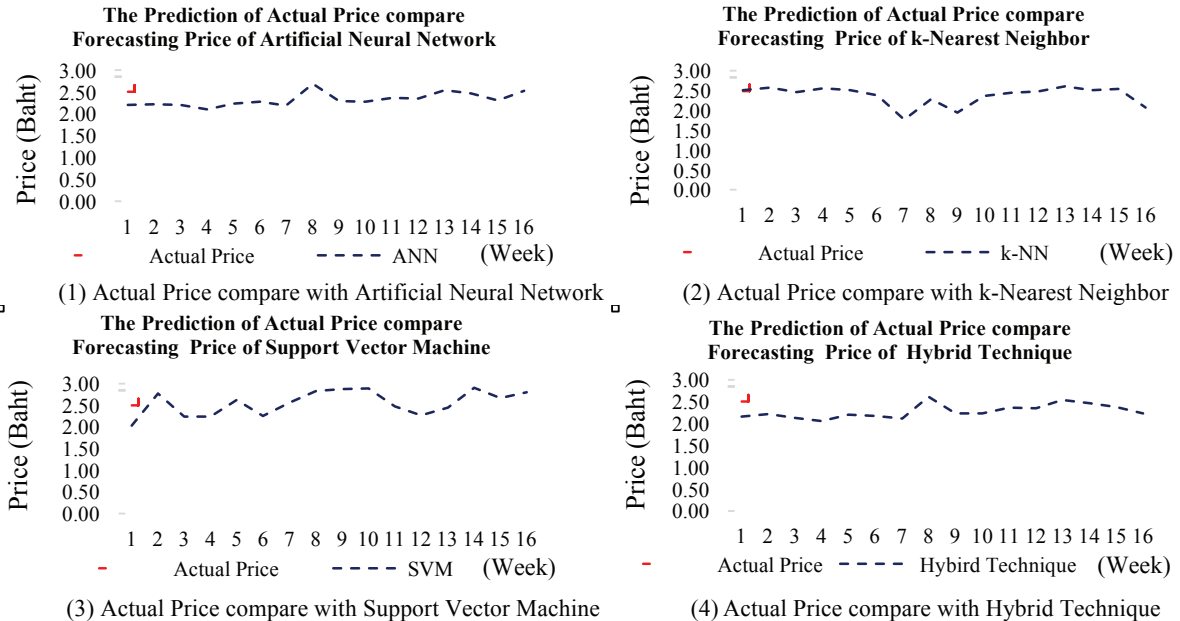 The Prediction of Actual Price compare
Forecasting Price of Artificial Neural Network
Price (Baht)
3.00
2.50
2.00
1.50
1.00
0.50
0.00
1 2 3 4 5 6 7 8 9 10 11 12 13 14 15 16
Actual Price ANN (Week)
(1) Actual Price compare with Artificial Neural Network
The Prediction of Actual Price compare
Forecasting Price of k-Nearest Neighbor
Price (Baht)
3.00
2.50
2.00
1.50
1.00
0.50
0.00
1 2 3 4 5 6 7 8 9 10 11 12 13 14 15 16
Actual Price k-NN (Week)
(2) Actual Price compare with k-Nearest Neighbor
The Prediction of Actual Price compare
Forecasting Price of Support Vector Machine
Price (Baht)
3.00
2.50
2.00
1.50
1.00
0.50
0.00
1 2 3 4 5 6 7 8 9 10 11 12 13 14 15 16
Actual Price SVM (Week)
(3) Actual Price compare with Support Vector Machine
The Prediction of Actual Price compare
Forecasting Price of Hybrid Technique
Price (Baht)
3.00
2.50
2.00
1.50
1.00
0.50
0.00
1 2 3 4 5 6 7 8 9 10 11 12 13 14 15 16
Actual Price Hybird Technique (Week)
(4) Actual Price compare with Hybrid Technique